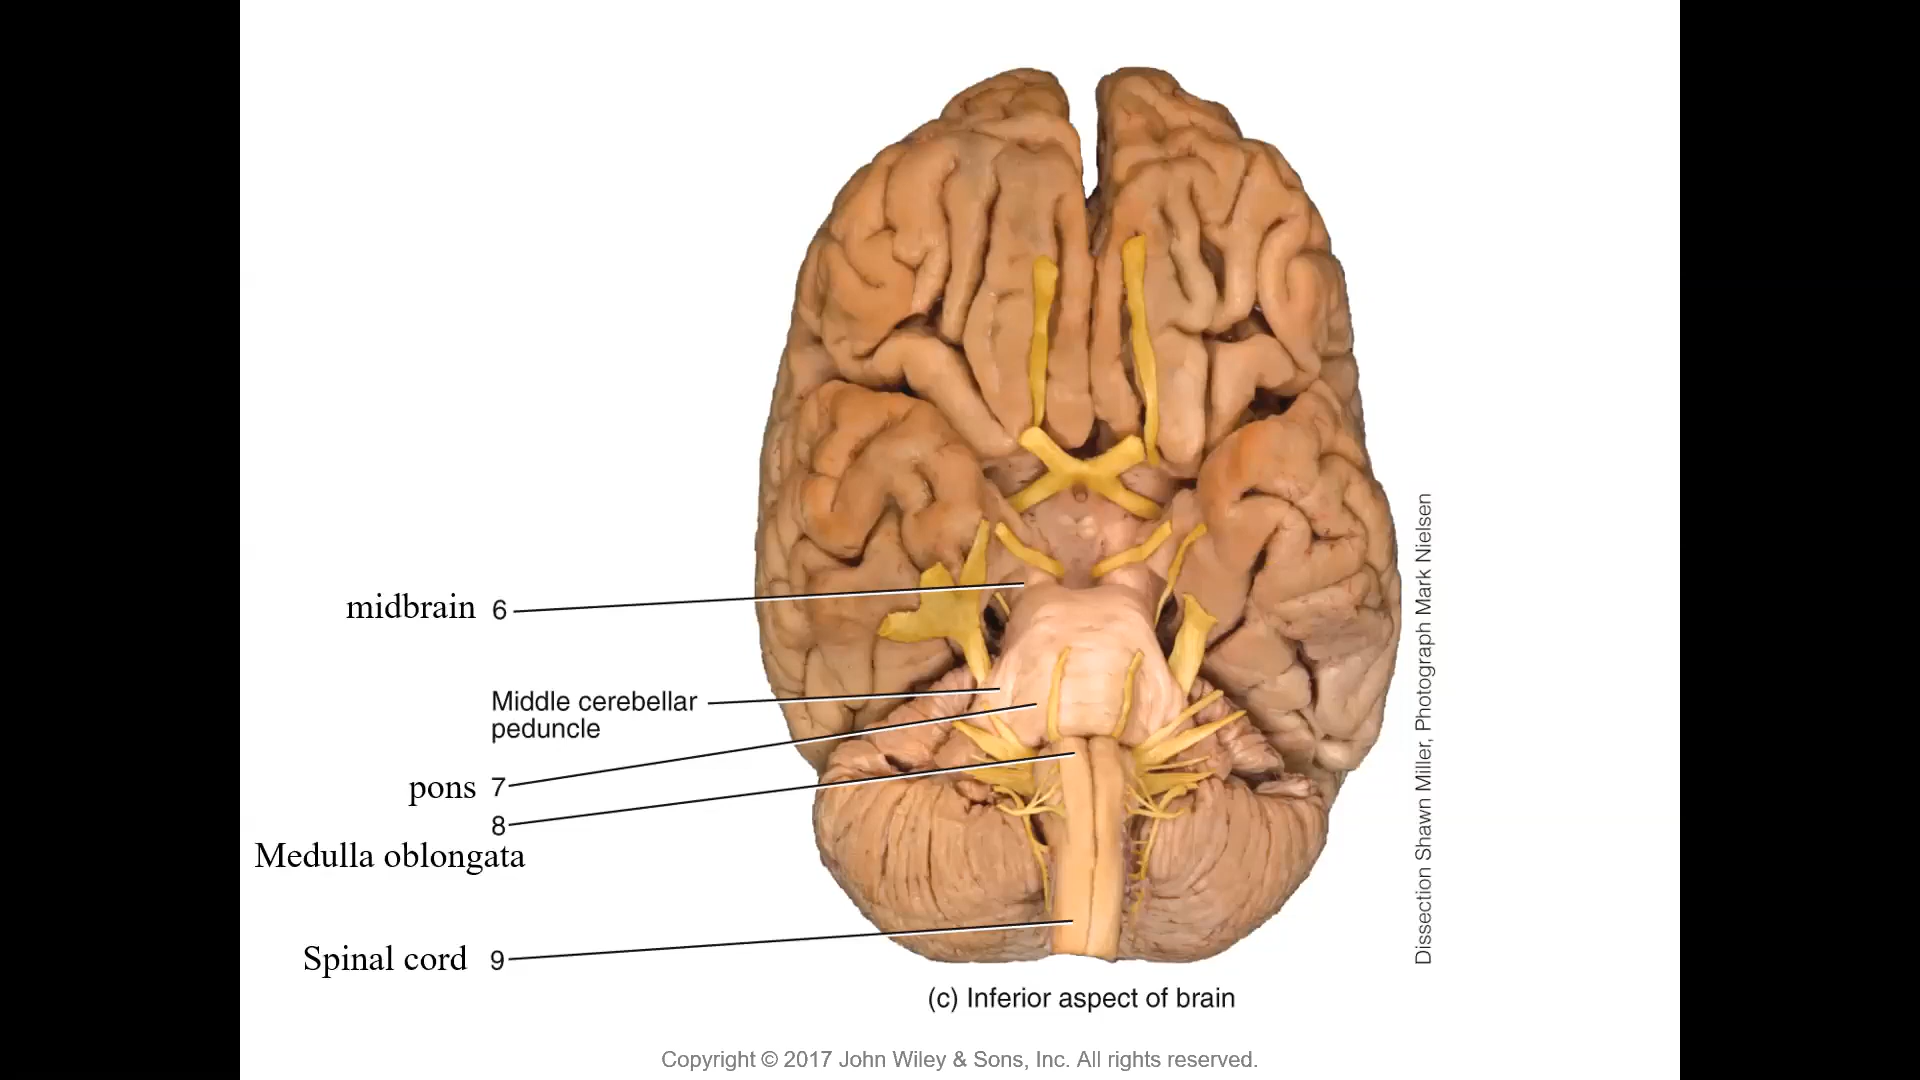 midbrain 6
Middle cerebellar
peduncle
pons 7
8
Medulla oblongata
Spinal cord 9
(c) Inferior aspect of brain
Dissection Shawn Miller, Photograph Mark Nielsen
Copyright © 2017 John Wiley & Sons, Inc. All rights reserved.